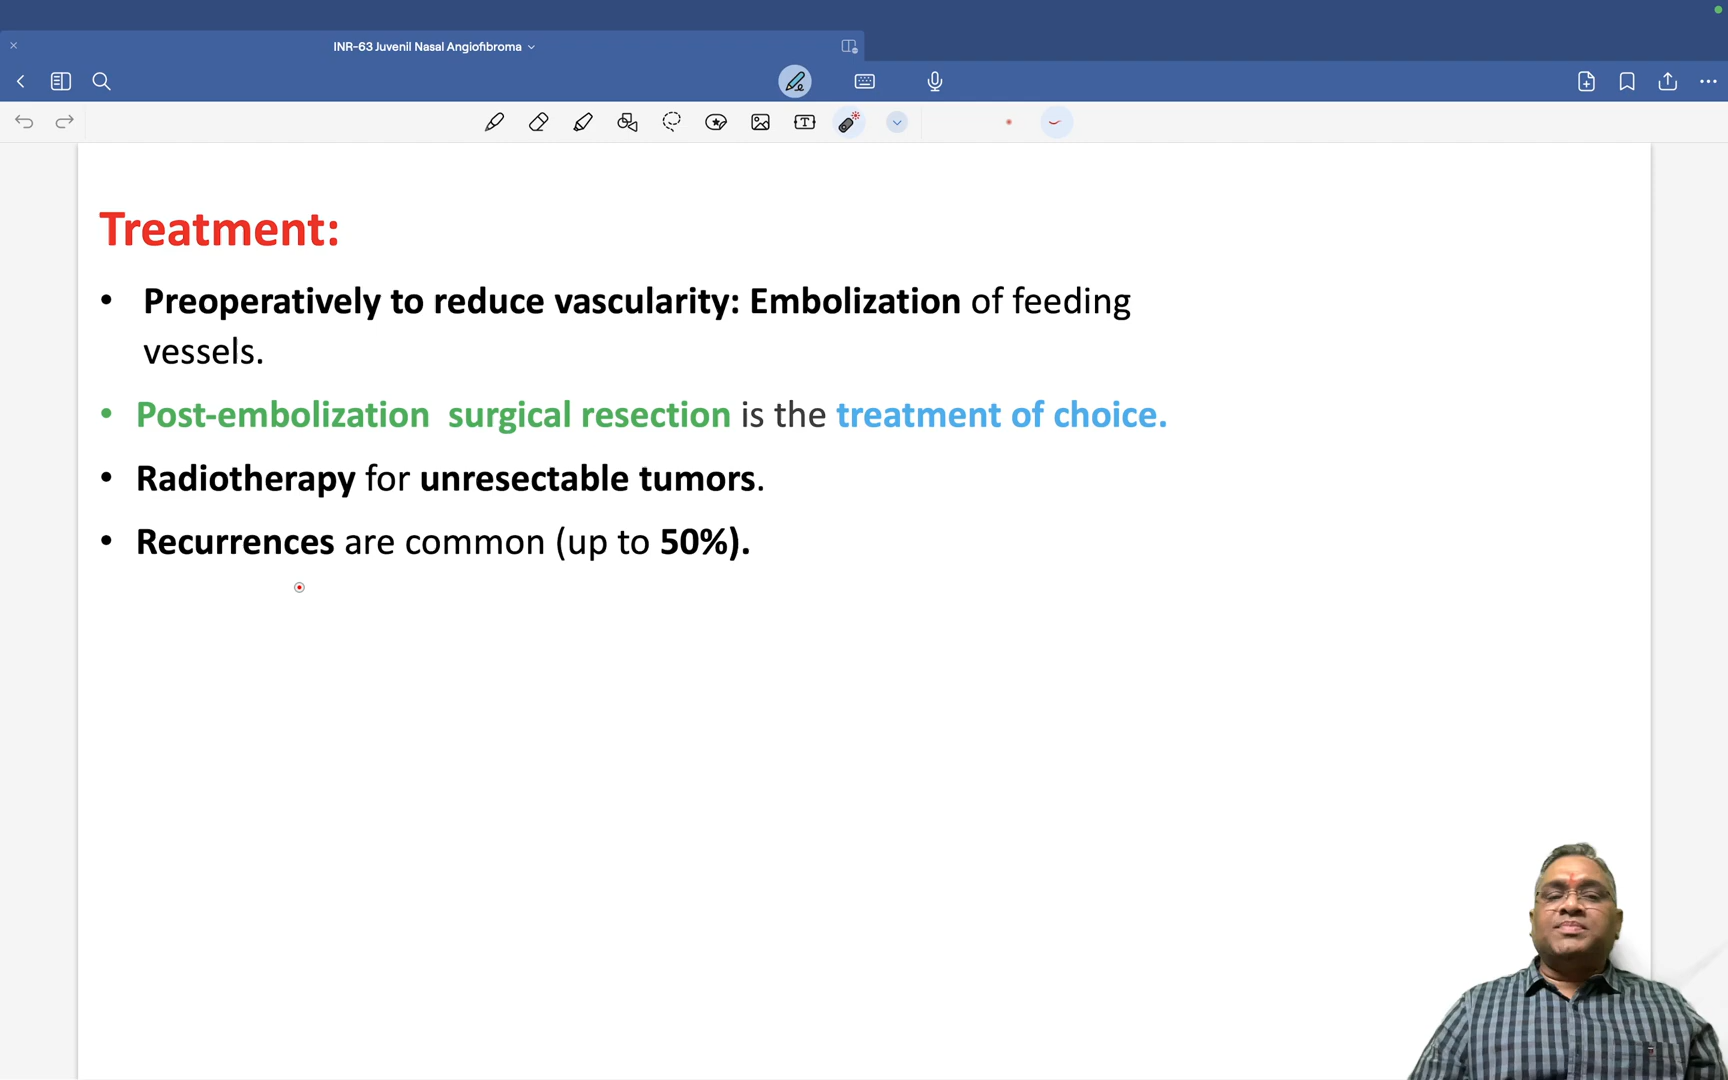 INR-63 Juvenil Nasal Angiofibroma
Treatment:
• Preoperatively to reduce vascularity: Embolization of feeding
vessels.
• Post-embolization surgical resection is the treatment of choice.
• Radiotherapy for unresectable tumors.
• Recurrences are common (up to 50%).